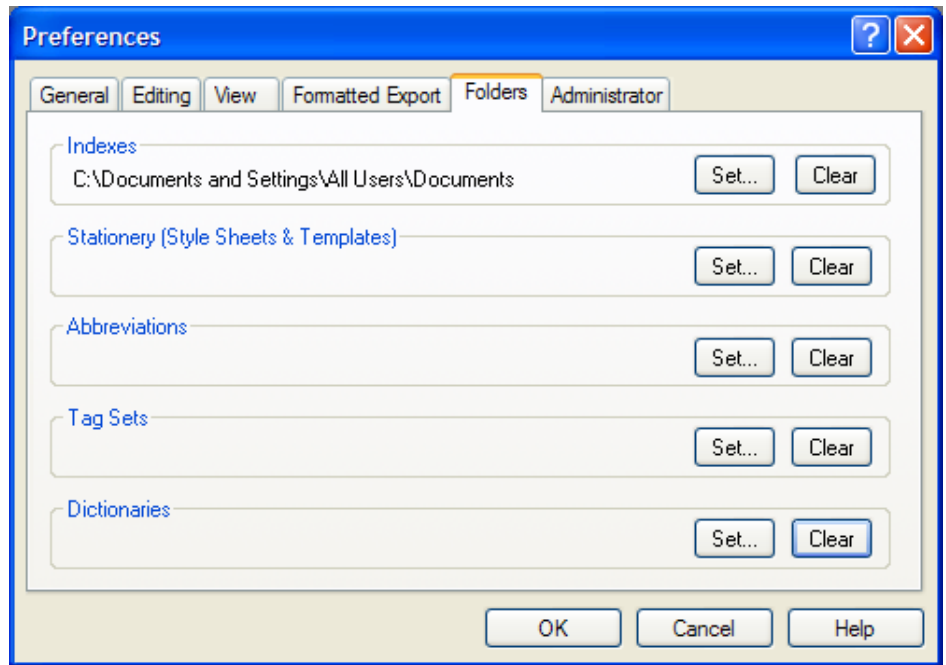 Preferences
General Editing View Formatted Export Folders Administrator
Indexes
C:\Documents and Settings\All Users\Documents Set... Clear
Stationery (Style Sheets & Templates)
Set... Clear
Abbreviations
Set... Clear
Tag Sets
Set... Clear
Dictionaries
Set... Clear
OK Cancel Help